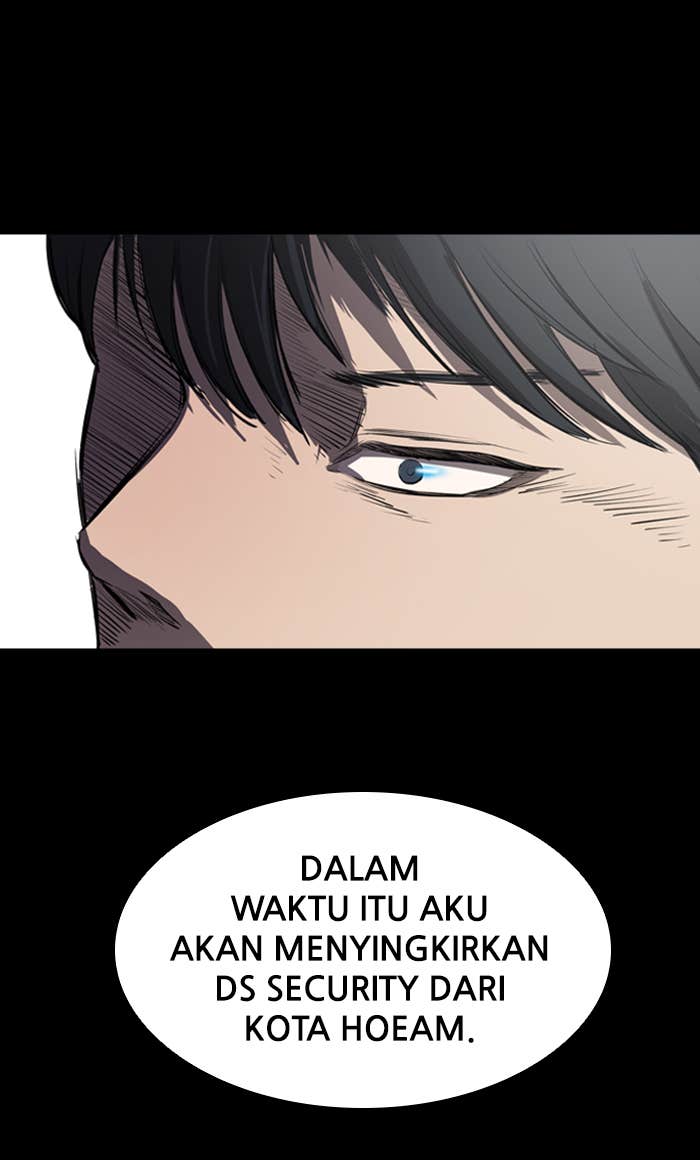 DALAM
WAKTU ITU AKU
AKAN MENYINGKIRKAN
DS SECURITY DARI
KOTA HOEAM.